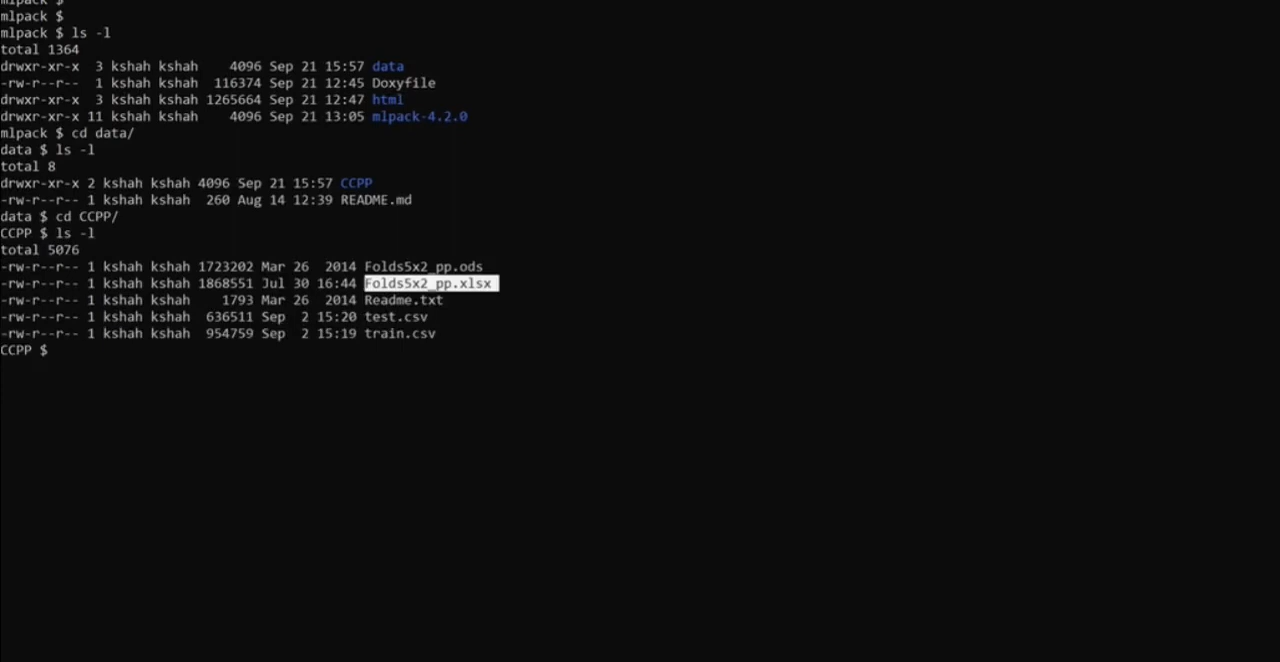 mlpack $
mlpack $
mlpack $ ls -l
total 1364
drwxr-xr-x  3 kshah kshah    4096 Sep 21 15:57 data
-rw-r--r--  1 kshah kshah  116374 Sep 21 12:45 Doxyfile
drwxr-xr-x  3 kshah kshah 1265664 Sep 21 12:47 html
drwxr-xr-x 11 kshah kshah    4096 Sep 21 13:05 mlpack-4.2.0
mlpack $ cd data/
data $ ls -l
total 8
drwxr-xr-x 2 kshah kshah 4096 Sep 21 15:57 CCPP
-rw-r--r-- 1 kshah kshah  260 Aug 14 12:39 README.md
data $ cd CCPP/
CCPP $ ls -l
total 5076
-rw-r--r-- 1 kshah kshah 1723202 Mar 26  2014 Folds5x2_pp.ods
-rw-r--r-- 1 kshah kshah 1868551 Jul 30 16:44 Folds5x2_pp.xlsx
-rw-r--r-- 1 kshah kshah    1793 Mar 26  2014 Readme.txt
-rw-r--r-- 1 kshah kshah  636511 Sep  2 15:20 test.csv
-rw-r--r-- 1 kshah kshah  954759 Sep  2 15:19 train.csv
CCPP $